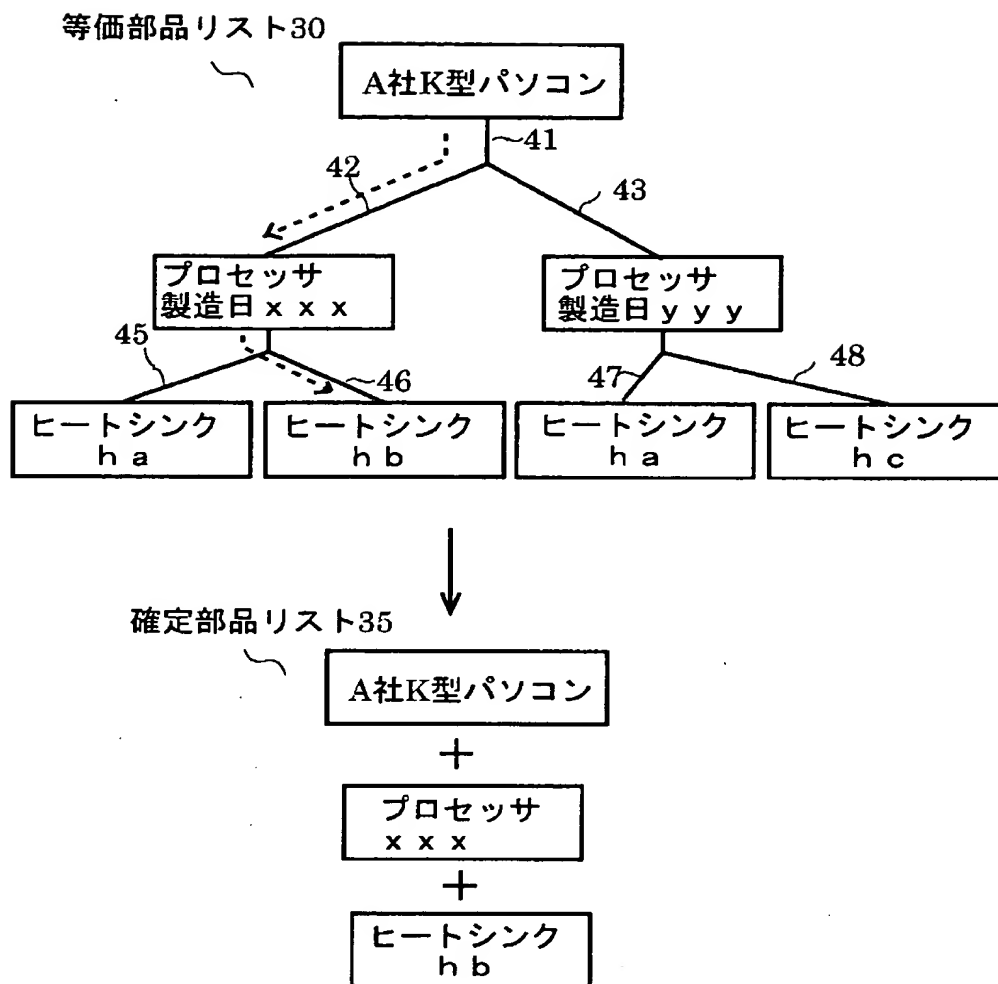 等価部品リスト30
A社K型パソコン
41
42
43
プロセッサ
製造日xxx
プロセッサ
製造日yyy
45
46
47
48
ヒートシンク
ha
ヒートシンク
hb
ヒートシンク
ha
ヒートシンク
hc
確定部品リスト35
A社K型パソコン
+
プロセッサ
xxx
+
ヒートシンク
hb